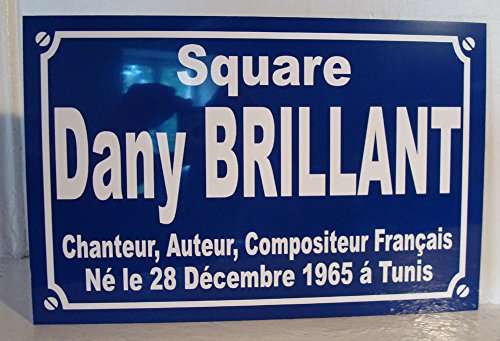 Square
Dany BRILLANT
Chanteur, Auteur, Compositeur Français
Né le 28 Décembre 1965 á Tunis